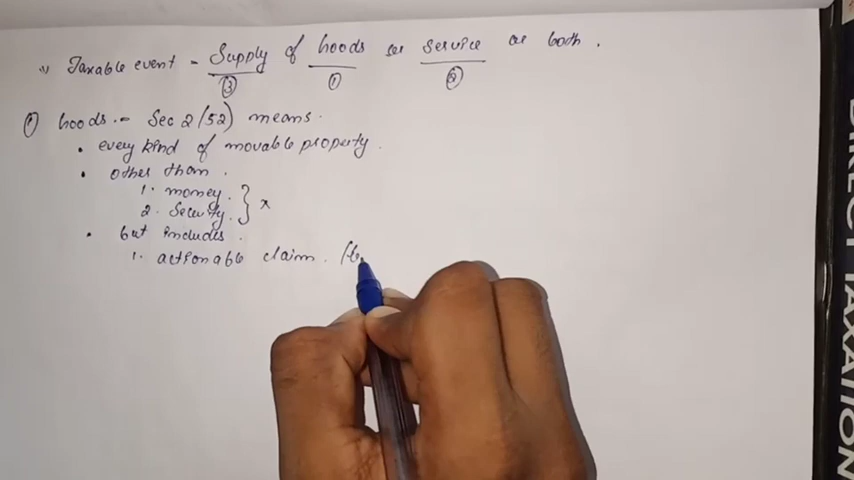 Taxable event - Supply of Goods or Service or both.
③ ① ②
① Goods. - Sec 2(52) means.
• every kind of movable property.
• other than.
1. money. } x
2. Security.
• but includes.
1. actionable claim. (
DIRECT TAXATION